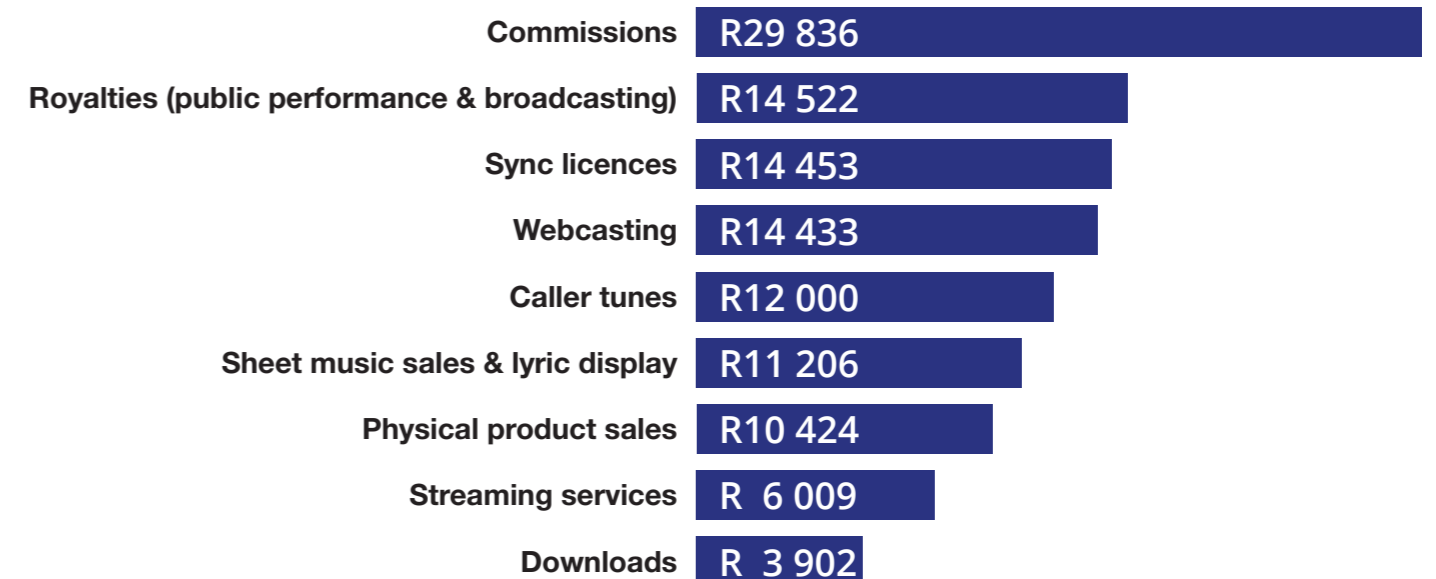 Commissions R29 836
Royalties (public performance & broadcasting) R14 522
Sync licences R14 453
Webcasting R14 433
Caller tunes R12 000
Sheet music sales & lyric display R11 206
Physical product sales R10 424
Streaming services R 6 009
Downloads R 3 902